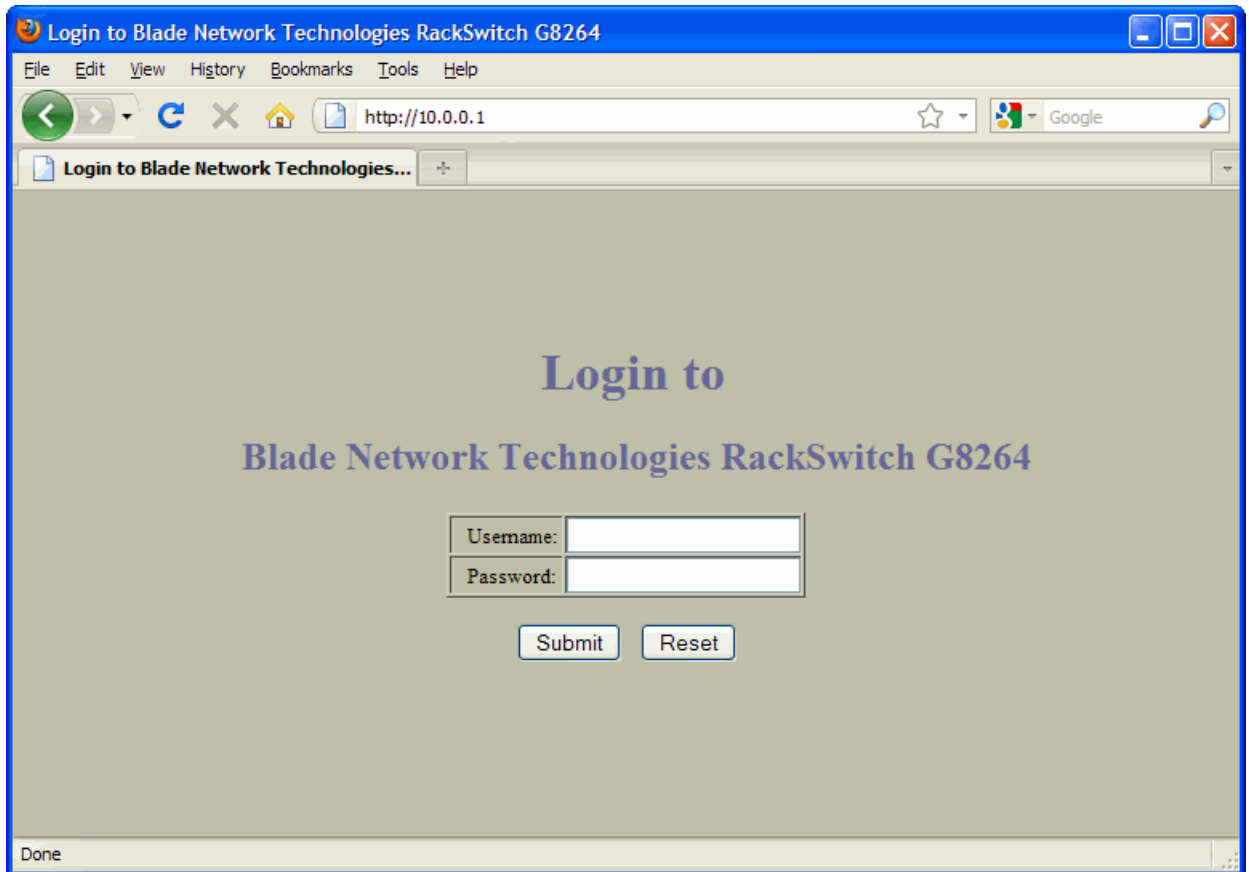 Login to Blade Network Technologies RackSwitch G8264
File Edit View History Bookmarks Tools Help
http://10.0.0.1 Google
Login to Blade Network Technologies...
Login to
Blade Network Technologies RackSwitch G8264
Username:
Password:
Submit Reset
Done